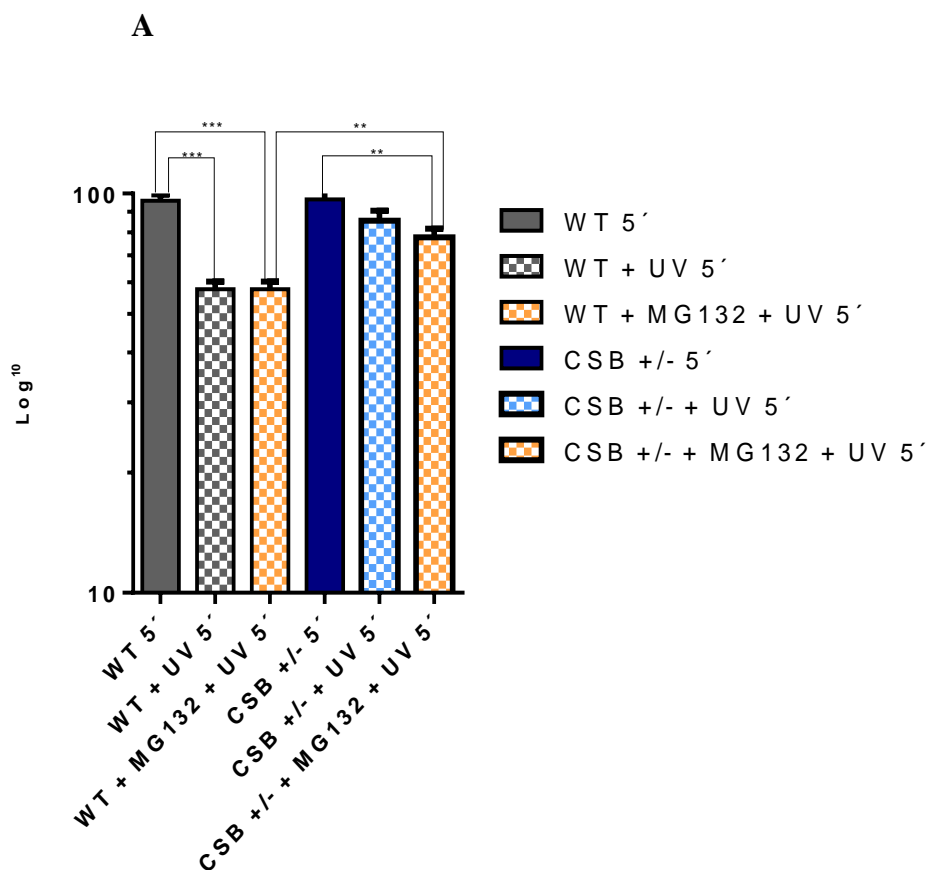 A
*** **
*** **
100
10
Log10
WT 5´
WT + UV 5´
WT + MG132 + UV 5´
CSB +/- 5´
CSB +/- + UV 5´
CSB +/- + MG132 + UV 5´
WT 5´
WT + UV 5´
WT + MG132 + UV 5´
CSB +/- 5´
CSB +/- + UV 5´
CSB +/- + MG132 + UV 5´